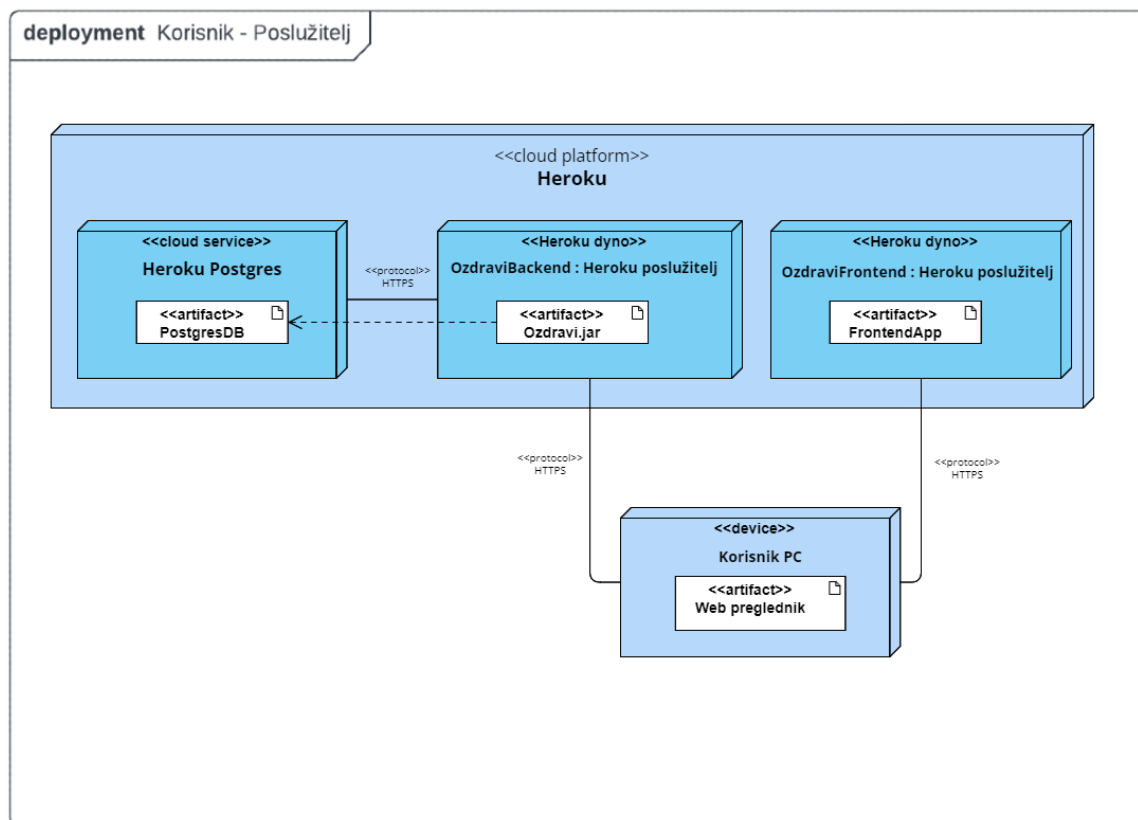 deployment Korisnik - Poslužitelj
<<cloud platform>>
Heroku
<<cloud service>>
Heroku Postgres
<<artifact>>
PostgresDB
<<protocol>>
HTTPS
<<Heroku dyno>>
OzdraviBackend : Heroku poslužitelj
<<artifact>>
Ozdravi.jar
<<Heroku dyno>>
OzdraviFrontend : Heroku poslužitelj
<<artifact>>
FrontendApp
<<protocol>>
HTTPS
<<protocol>>
HTTPS
<<device>>
Korisnik PC
<<artifact>>
Web preglednik